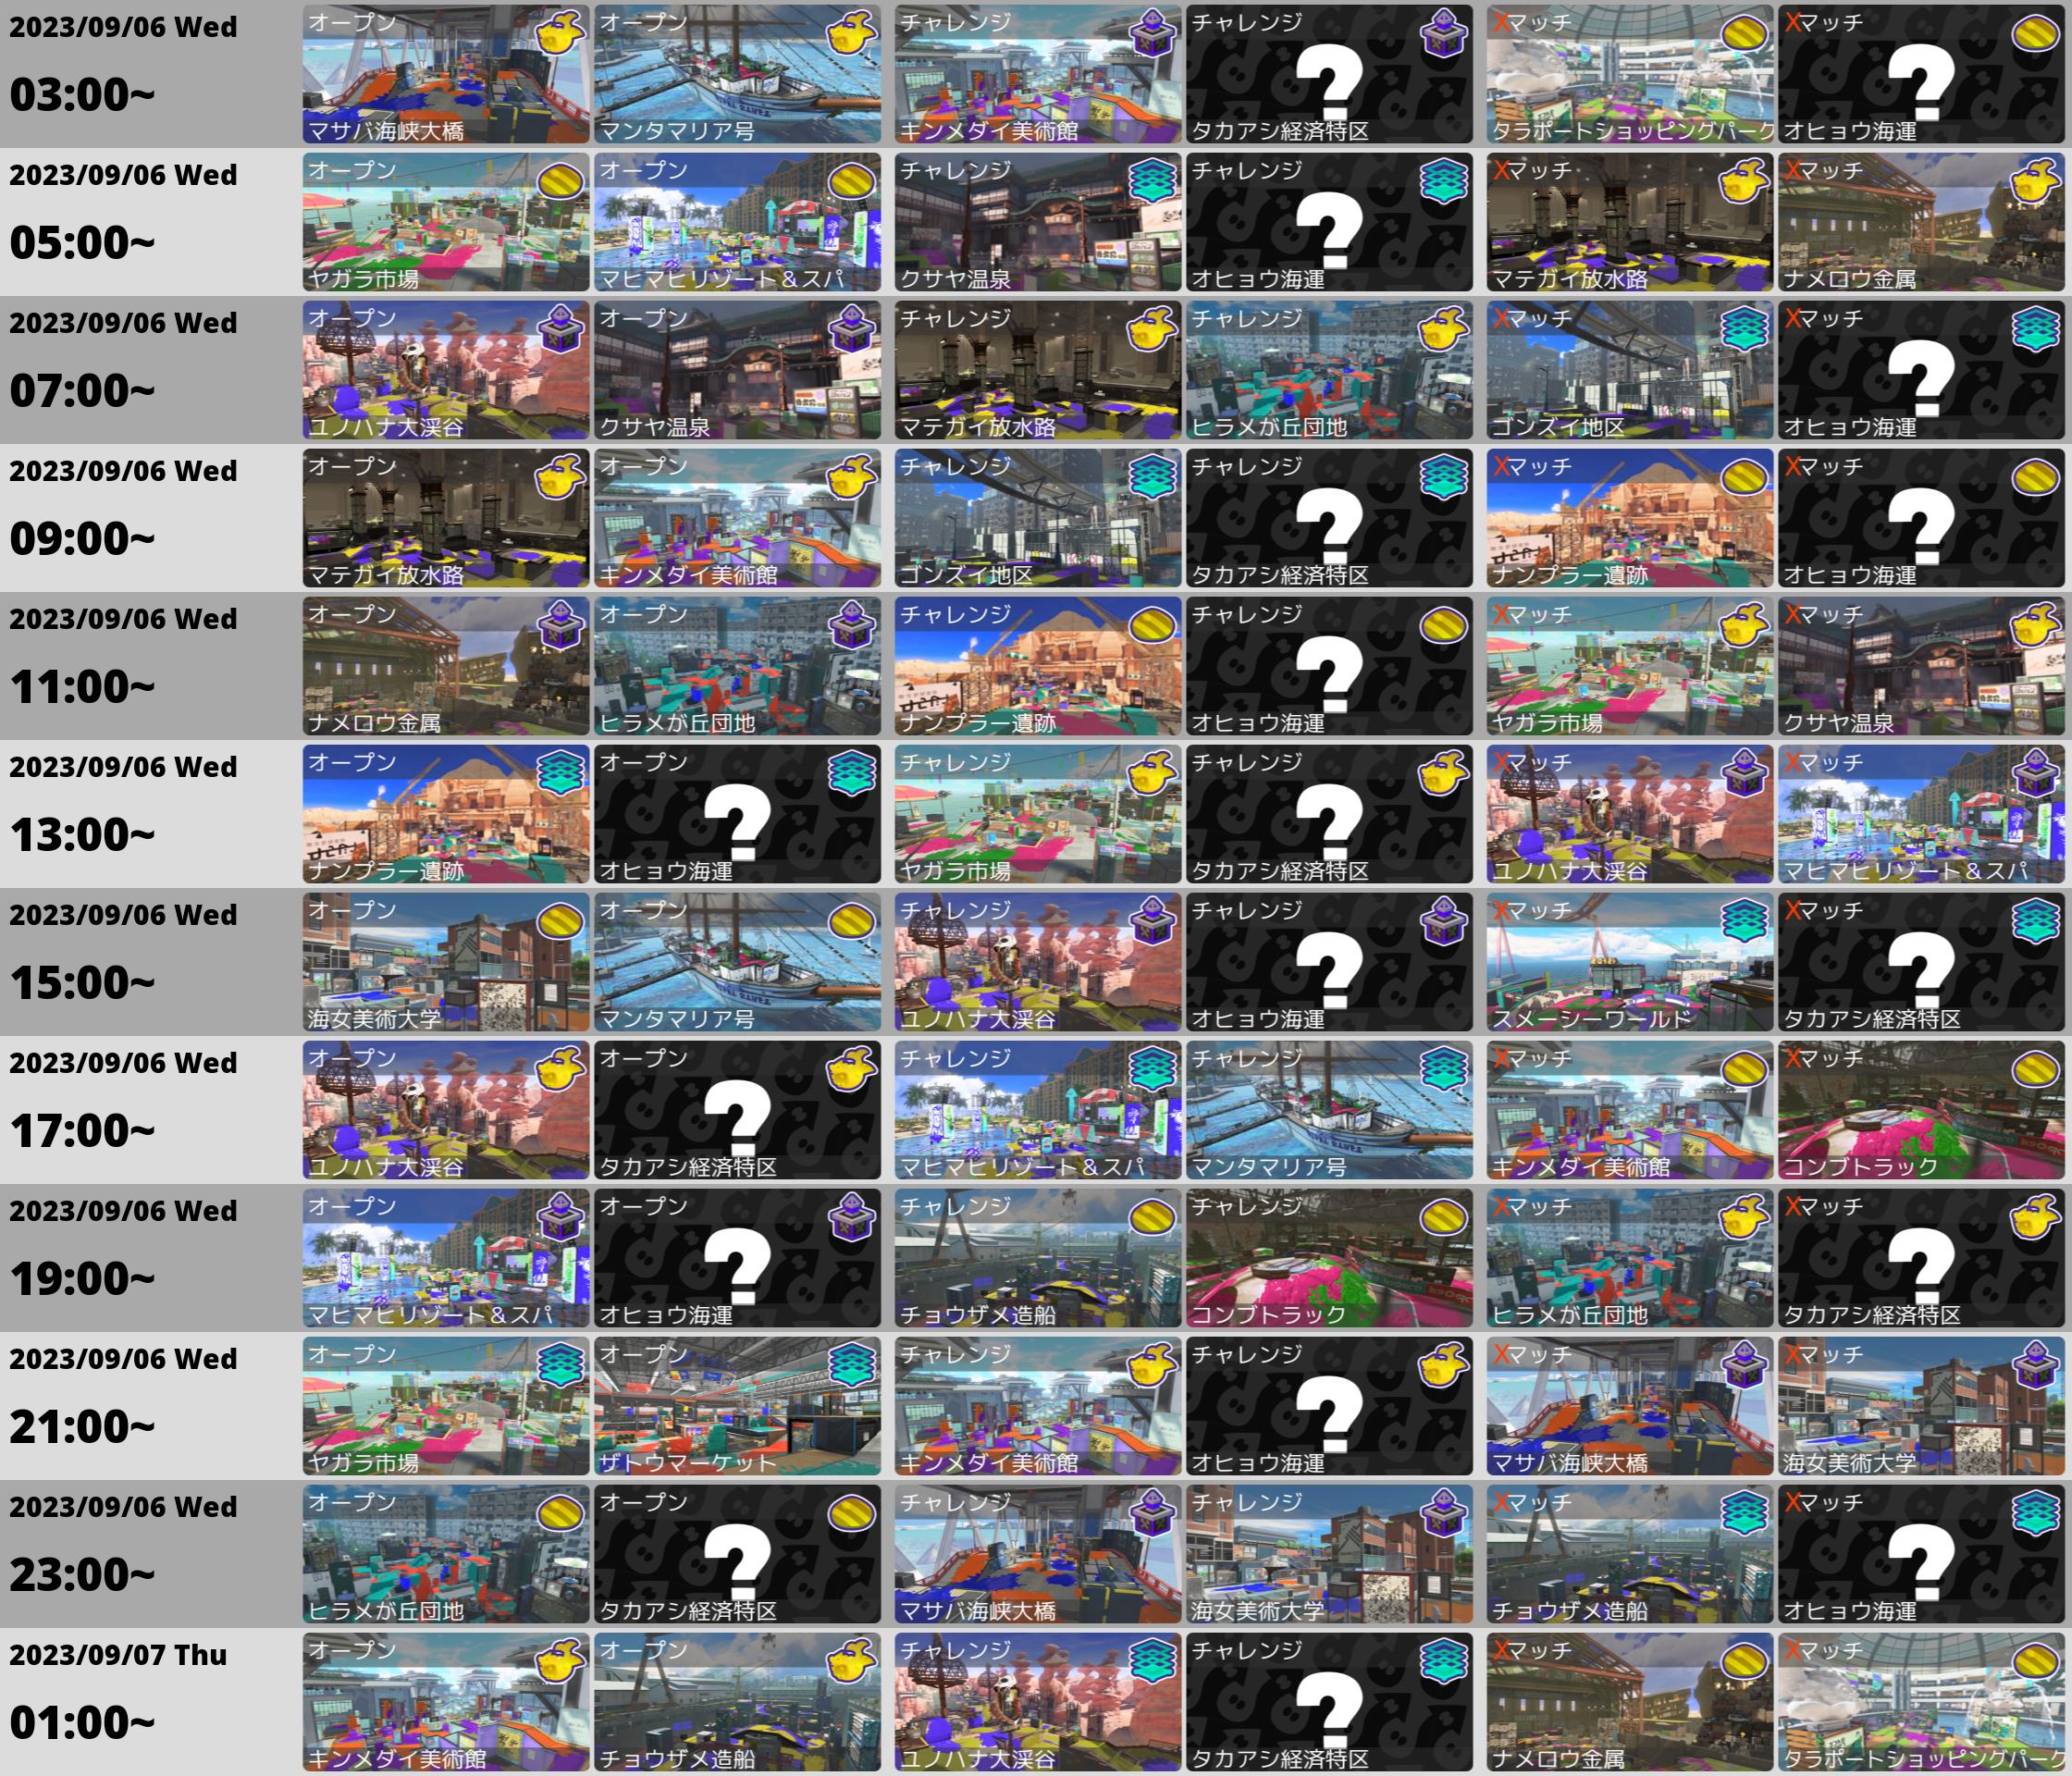 2023/09/06 Wed
03:00~
オープン オープン チャレンジ チャレンジ Xマッチ Xマッチ
マサバ海峡大橋 マンタマリア号 キンメダイ美術館 タカアシ経済特区 タラポートショッピングパーク オヒョウ海運
2023/09/06 Wed
05:00~
オープン オープン チャレンジ チャレンジ Xマッチ Xマッチ
ヤガラ市場 マヒマヒリゾート&スパ クサヤ温泉 オヒョウ海運 マテガイ放水路 ナメロウ金属
2023/09/06 Wed
07:00~
オープン オープン チャレンジ チャレンジ Xマッチ Xマッチ
ユノハナ大渓谷 クサヤ温泉 マテガイ放水路 ヒラメが丘団地 ゴンズイ地区 オヒョウ海運
2023/09/06 Wed
09:00~
オープン オープン チャレンジ チャレンジ Xマッチ Xマッチ
マテガイ放水路 キンメダイ美術館 ゴンズイ地区 タカアシ経済特区 ナンプラー遺跡 オヒョウ海運
2023/09/06 Wed
11:00~
オープン オープン チャレンジ チャレンジ Xマッチ Xマッチ
ナメロウ金属 ヒラメが丘団地 ナンプラー遺跡 オヒョウ海運 ヤガラ市場 クサヤ温泉
2023/09/06 Wed
13:00~
オープン オープン チャレンジ チャレンジ Xマッチ Xマッチ
ナンプラー遺跡 オヒョウ海運 ヤガラ市場 タカアシ経済特区 ユノハナ大渓谷 マヒマヒリゾート&スパ
2023/09/06 Wed
15:00~
オープン オープン チャレンジ チャレンジ Xマッチ Xマッチ
海女美術大学 マンタマリア号 ユノハナ大渓谷 オヒョウ海運 スメーシーワールド タカアシ経済特区
2023/09/06 Wed
17:00~
オープン オープン チャレンジ チャレンジ Xマッチ Xマッチ
ユノハナ大渓谷 タカアシ経済特区 マヒマヒリゾート&スパ マンタマリア号 キンメダイ美術館 コンブトラック
2023/09/06 Wed
19:00~
オープン オープン チャレンジ チャレンジ Xマッチ Xマッチ
マヒマヒリゾート&スパ オヒョウ海運 チョウザメ造船 コンブトラック ヒラメが丘団地 タカアシ経済特区
2023/09/06 Wed
21:00~
オープン オープン チャレンジ チャレンジ Xマッチ Xマッチ
ヤガラ市場 ザトウマーケット キンメダイ美術館 オヒョウ海運 マサバ海峡大橋 海女美術大学
2023/09/06 Wed
23:00~
オープン オープン チャレンジ チャレンジ Xマッチ Xマッチ
ヒラメが丘団地 タカアシ経済特区 マサバ海峡大橋 海女美術大学 チョウザメ造船 オヒョウ海運
2023/09/07 Thu
01:00~
オープン オープン チャレンジ チャレンジ Xマッチ Xマッチ
キンメダイ美術館 チョウザメ造船 ユノハナ大渓谷 タカアシ経済特区 ナメロウ金属 タラポートショッピングパーク